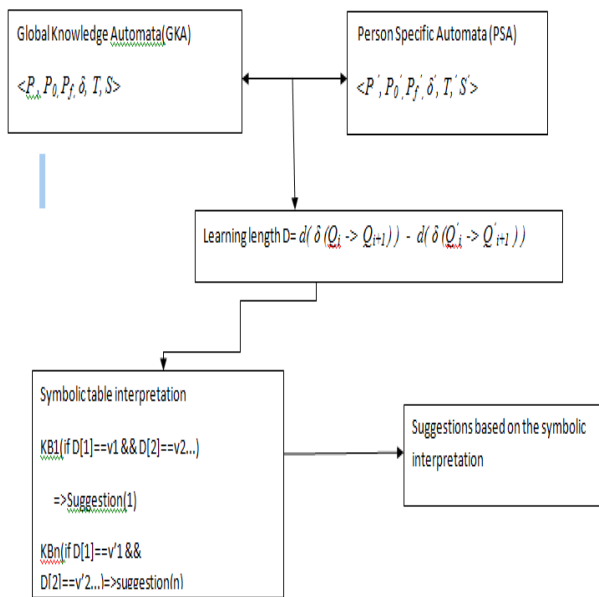 Global Knowledge Automata(GKA)
<P, P0, Pf, δ, T, S>
Person Specific Automata (PSA)
<P', P0', Pf', δ', T,' S'>
Learning length D= d( δ (Qi -> Qi+1) ) - d( δ (Q'i -> Q'i+1 ) )
Symbolic table interpretation
KB1(if D[1]==v1 && D[2]==v2...)
=>Suggestion(1)
KBn(if D[1]==v'1 &&
D[2]==v'2...)=>suggestion(n)
Suggestions based on the symbolic
interpretation